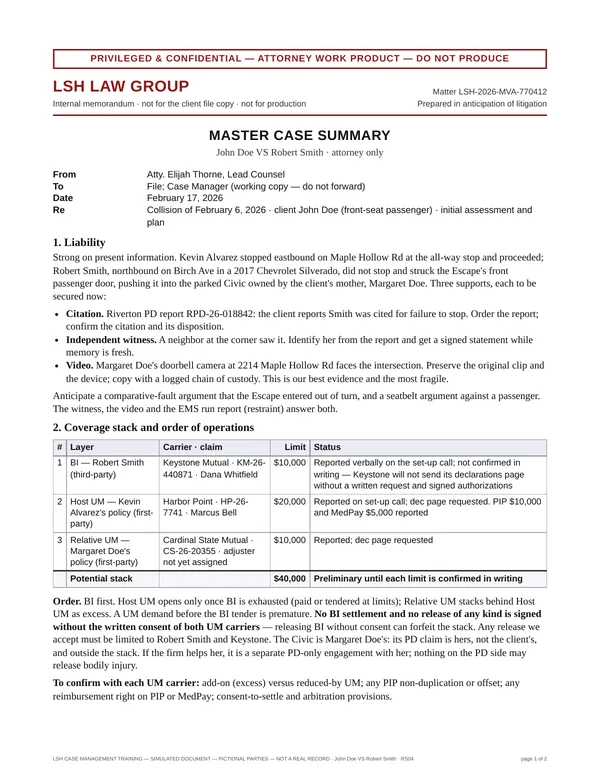 PRIVILEGED & CONFIDENTIAL — ATTORNEY WORK PRODUCT — DO NOT PRODUCE
LSH LAW GROUP
Matter LSH-2026-MVA-770412
Internal memorandum · not for the client file copy · not for production
Prepared in anticipation of litigation
MASTER CASE SUMMARY
John Doe VS Robert Smith · attorney only
From Atty. Elijah Thorne, Lead Counsel
To File; Case Manager (working copy — do not forward)
Date February 17, 2026
Re Collision of February 6, 2026 · client John Doe (front-seat passenger) · initial assessment and
plan
1. Liability
Strong on present information. Kevin Alvarez stopped eastbound on Maple Hollow Rd at the all-way stop and proceeded;
Robert Smith, northbound on Birch Ave in a 2017 Chevrolet Silverado, did not stop and struck the Escape's front
passenger door, pushing it into the parked Civic owned by the client's mother, Margaret Doe. Three supports, each to be
secured now:
• Citation. Riverton PD report RPD-26-018842: the client reports Smith was cited for failure to stop. Order the report;
confirm the citation and its disposition.
• Independent witness. A neighbor at the corner saw it. Identify her from the report and get a signed statement while
memory is fresh.
• Video. Margaret Doe's doorbell camera at 2214 Maple Hollow Rd faces the intersection. Preserve the original clip and
the device; copy with a logged chain of custody. This is our best evidence and the most fragile.
Anticipate a comparative-fault argument that the Escape entered out of turn, and a seatbelt argument against a passenger.
The witness, the video and the EMS run report (restraint) answer both.
2. Coverage stack and order of operations
# Layer Carrier · claim Limit Status
1 BI — Robert Smith Keystone Mutual · KM-26- $10,000 Reported verbally on the set-up call; not confirmed in
(third-party) 440871 · Dana Whitfield writing — Keystone will not send its declarations page
without a written request and signed authorizations
2 Host UM — Kevin Harbor Point · HP-26- $20,000 Reported on set-up call; dec page requested. PIP $10,000
Alvarez's policy (first- 7741 · Marcus Bell and MedPay $5,000 reported
party)
3 Relative UM — Cardinal State Mutual · $10,000 Reported; dec page requested
Margaret Doe's CS-26-20355 · adjuster
policy (first-party) not yet assigned
Potential stack $40,000 Preliminary until each limit is confirmed in writing
Order. BI first. Host UM opens only once BI is exhausted (paid or tendered at limits); Relative UM stacks behind Host
UM as excess. A UM demand before the BI tender is premature. No BI settlement and no release of any kind is signed
without the written consent of both UM carriers — releasing BI without consent can forfeit the stack. Any release we
accept must be limited to Robert Smith and Keystone. The Civic is Margaret Doe's: its PD claim is hers, not the client's,
and outside the stack. If the firm helps her, it is a separate PD-only engagement with her; nothing on the PD side may
release bodily injury.
To confirm with each UM carrier: add-on (excess) versus reduced-by UM; any PIP non-duplication or offset; any
reimbursement right on PIP or MedPay; consent-to-settle and arbitration provisions.
LSH CASE MANAGEMENT TRAINING — SIMULATED DOCUMENT — FICTIONAL PARTIES — NOT A REAL RECORD · John Doe VS Robert Smith · RS04
page 1 of 2